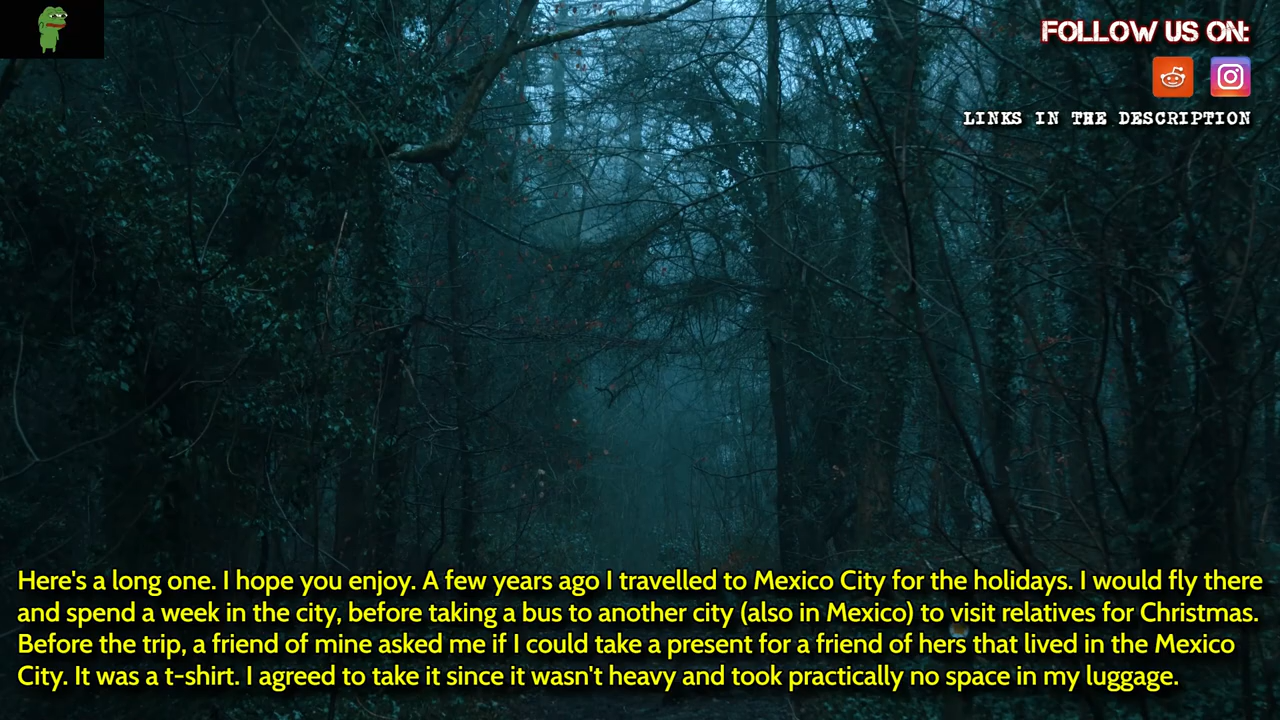 FOLLOW US ON:
LINKS IN THE DESCRIPTION
Here's a long one. I hope you enjoy. A few years ago I travelled to Mexico City for the holidays. I would fly there
and spend a week in the city, before taking a bus to another city (also in Mexico) to visit relatives for Christmas.
Before the trip, a friend of mine asked me if I could take a present for a friend of hers that lived in the Mexico
City. It was a t-shirt. I agreed to take it since it wasn't heavy and took practically no space in my luggage.